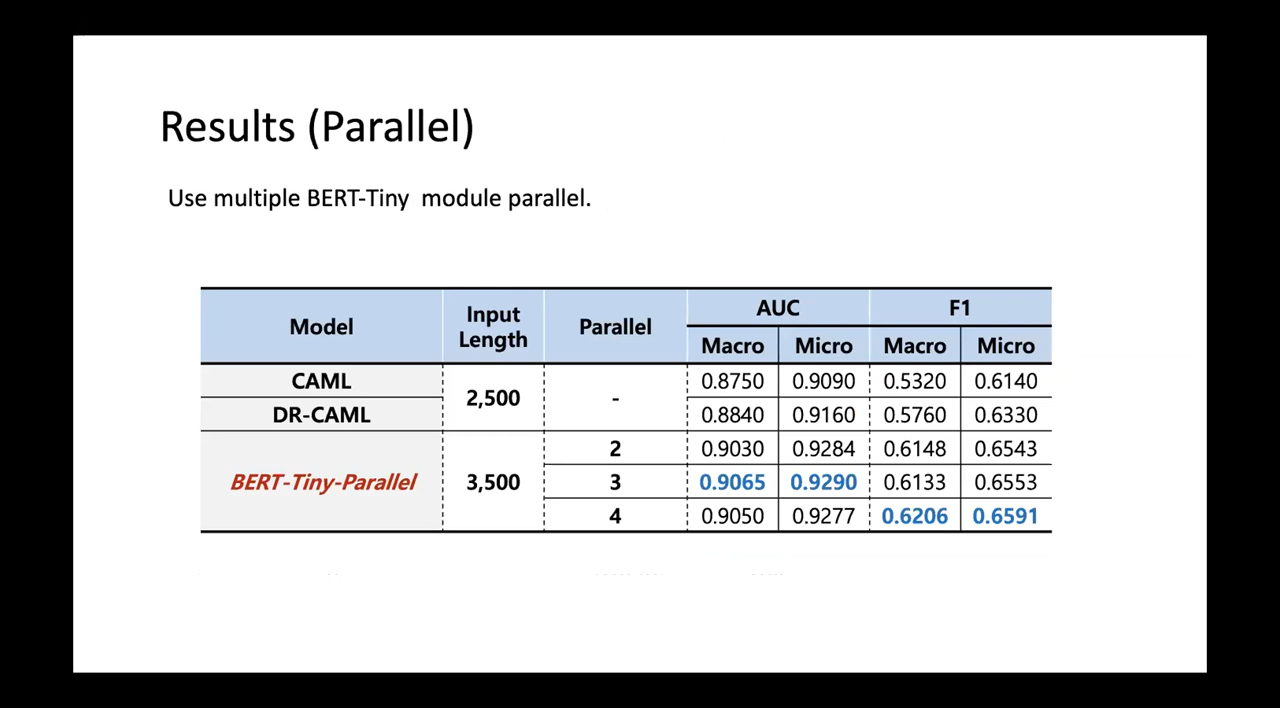 Results (Parallel)
Use multiple BERT-Tiny module parallel.
Model Input Length Parallel AUC F1
Macro Micro Macro Micro
CAML 2,500 - 0.8750 0.9090 0.5320 0.6140
DR-CAML 0.8840 0.9160 0.5760 0.6330
BERT-Tiny-Parallel 3,500 2 0.9030 0.9284 0.6148 0.6543
3 0.9065 0.9290 0.6133 0.6553
4 0.9050 0.9277 0.6206 0.6591